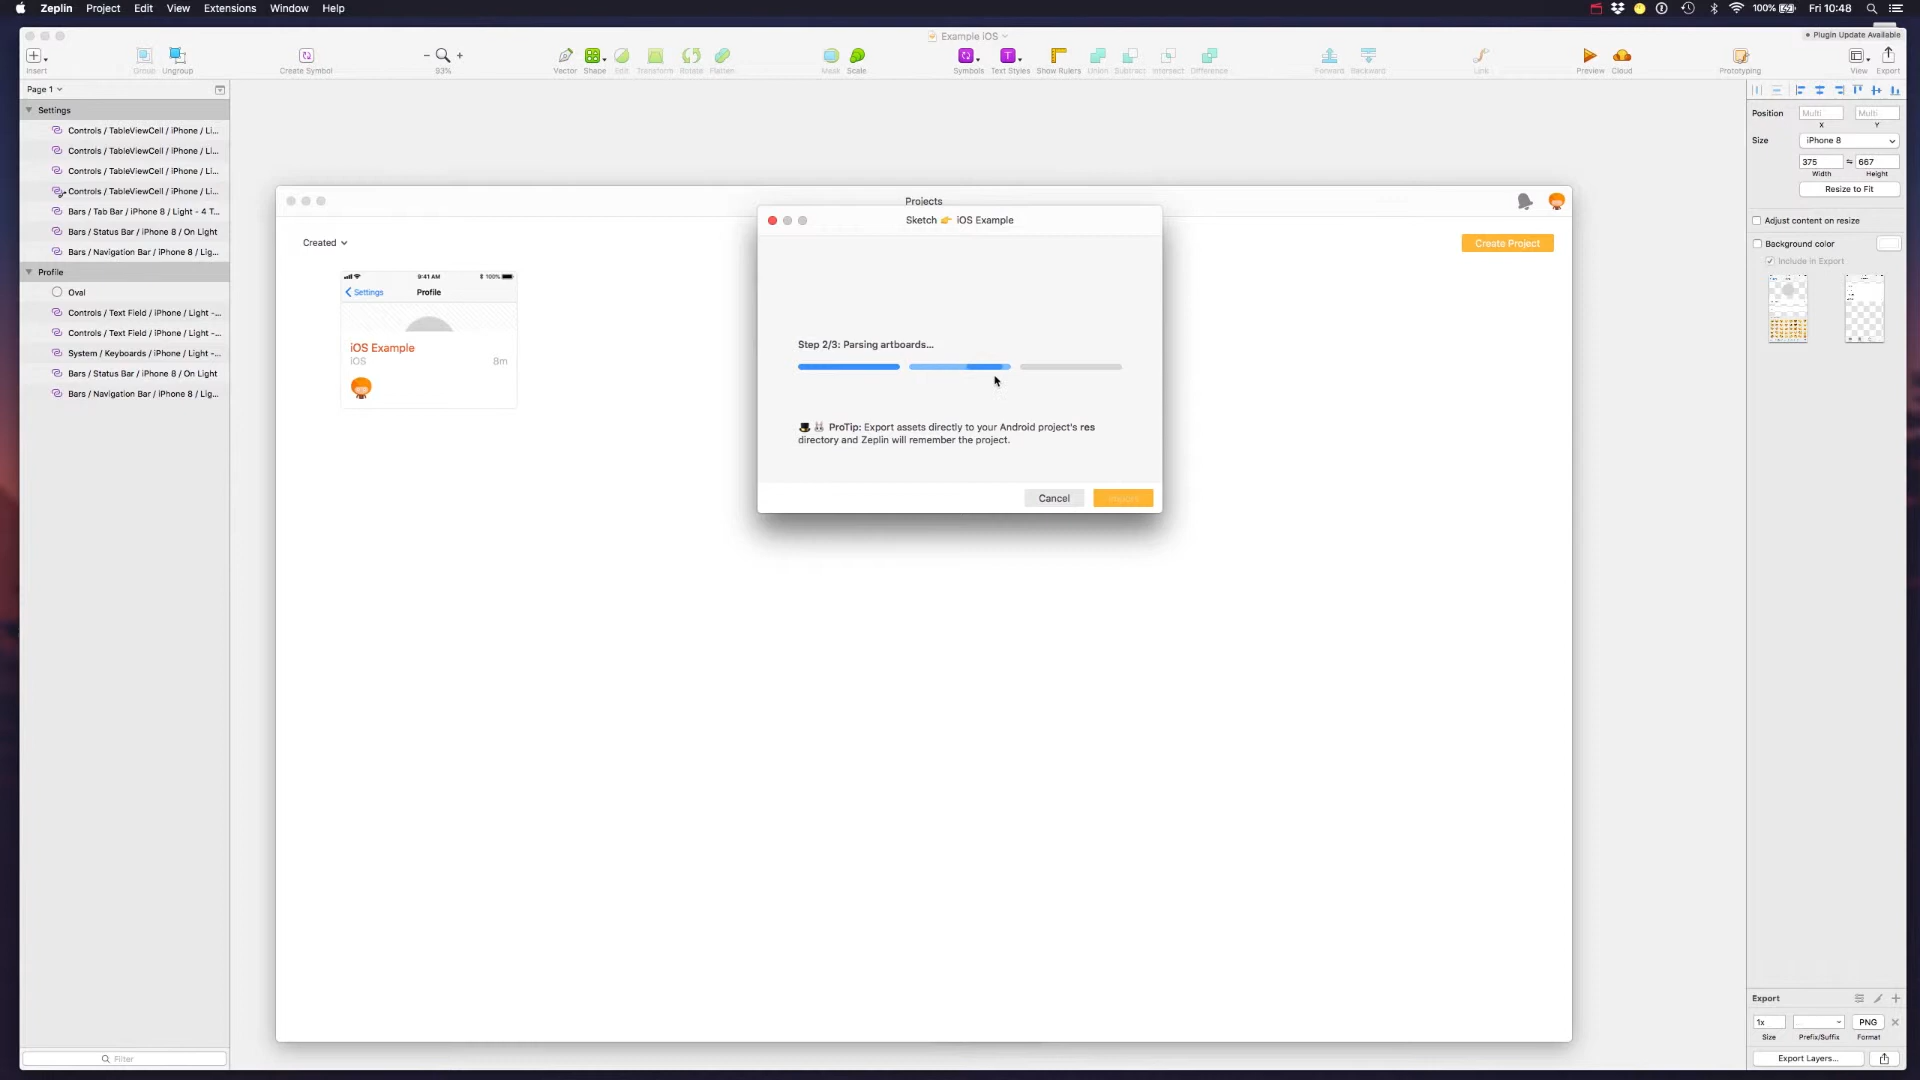 Zeplin Project Edit View Extensions Window Help
100% Fri 10:48
Example iOS
Plugin Update Available
Insert Group Ungroup Create Symbol 93% Vector Shape Edit Transform Rotate Flatten Mask Scale Symbols Text Styles Show Rulers Union Subtract Intersect Difference Forward Backward Link Preview Cloud Prototyping View Export
Page 1
Settings
Controls / TableViewCell / iPhone / Li...
Controls / TableViewCell / iPhone / Li...
Controls / TableViewCell / iPhone / Li...
Controls / TableViewCell / iPhone / Li...
Bars / Tab Bar / iPhone 8 / Light - 4 T...
Bars / Status Bar / iPhone 8 / On Light
Bars / Navigation Bar / iPhone 8 / Lig...
Profile
Oval
Controls / Text Field / iPhone / Light -...
Controls / Text Field / iPhone / Light -...
System / Keyboards / iPhone / Light -...
Bars / Status Bar / iPhone 8 / On Light
Bars / Navigation Bar / iPhone 8 / Lig...
Filter
Projects
Created
Create Project
9:41 AM 100%
Settings Profile
iOS Example
iOS 8m
Sketch 👉 iOS Example
Step 2/3: Parsing artboards...
ProTip: Export assets directly to your Android project's res
directory and Zeplin will remember the project.
Cancel Import
Position Multi Multi
X Y
Size iPhone 8
375 667
Width Height
Resize to Fit
Adjust content on resize
Background color
Include in Export
Export
1x PNG
Size Prefix/Suffix Format
Export Layers...